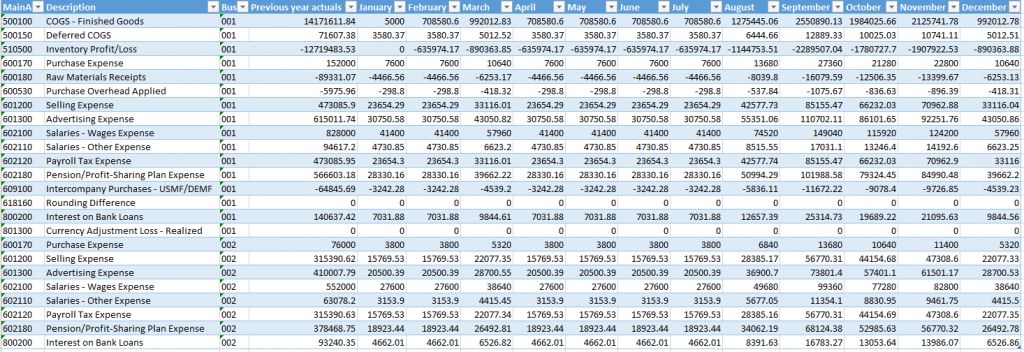 MainA Description Bus Previous year actuals January February March April May June July August September October November December
500100 COGS - Finished Goods 001 14171611.84 5000 708580.6 992012.83 708580.6 708580.6 708580.6 708580.6 1275445.06 2550890.13 1984025.66 2125741.78 992012.78
500150 Deferred COGS 001 71607.38 3580.37 3580.37 5012.52 3580.37 3580.37 3580.37 3580.37 6444.66 12889.33 10025.03 10741.11 5012.51
510500 Inventory Profit/Loss 001 -12719483.53 0 -635974.17 -890363.85 -635974.17 -635974.17 -635974.17 -635974.17 -1144753.51 -2289507.04 -1780727.7 -1907922.53 -890363.88
600170 Purchase Expense 001 152000 7600 7600 10640 7600 7600 7600 7600 13680 27360 21280 22800 10640
600180 Raw Materials Receipts 001 -89331.07 -4466.56 -4466.56 -6253.17 -4466.56 -4466.56 -4466.56 -4466.56 -8039.8 -16079.59 -12506.35 -13399.67 -6253.13
600530 Purchase Overhead Applied 001 -5975.96 -298.8 -298.8 -418.32 -298.8 -298.8 -298.8 -298.8 -537.84 -1075.67 -836.63 -896.39 -418.31
601200 Selling Expense 001 473085.9 23654.29 23654.29 33116.01 23654.29 23654.29 23654.29 23654.29 42577.73 85155.47 66232.03 70962.88 33116.04
601300 Advertising Expense 001 615011.74 30750.58 30750.58 43050.82 30750.58 30750.58 30750.58 30750.58 55351.06 110702.11 86101.65 92251.76 43050.86
602100 Salaries - Wages Expense 001 828000 41400 41400 57960 41400 41400 41400 41400 74520 149040 115920 124200 57960
602110 Salaries - Other Expense 001 94617.2 4730.85 4730.85 6623.2 4730.85 4730.85 4730.85 4730.85 8515.55 17031.1 13246.4 14192.6 6623.25
602120 Payroll Tax Expense 001 473085.95 23654.3 23654.3 33116.01 23654.3 23654.3 23654.3 23654.3 42577.74 85155.47 66232.03 70962.9 33116
602180 Pension/Profit-Sharing Plan Expense 001 566603.18 28330.16 28330.16 39662.22 28330.16 28330.16 28330.16 28330.16 50994.29 101988.58 79324.45 84990.48 39662.2
609100 Intercompany Purchases - USMF/DEMF 001 -64845.69 -3242.28 -3242.28 -4539.2 -3242.28 -3242.28 -3242.28 -3242.28 -5836.11 -11672.22 -9078.4 -9726.85 -4539.23
618160 Rounding Difference 001 0 0 0 0 0 0 0 0 0 0 0 0 0
800200 Interest on Bank Loans 001 140637.42 7031.88 7031.88 9844.61 7031.88 7031.88 7031.88 7031.88 12657.39 25314.73 19689.22 21095.63 9844.56
801300 Currency Adjustment Loss - Realized 001 0 0 0 0 0 0 0 0 0 0 0 0 0
600170 Purchase Expense 002 76000 3800 3800 5320 3800 3800 3800 3800 6840 13680 10640 11400 5320
601200 Selling Expense 002 315390.62 15769.53 15769.53 22077.35 15769.53 15769.53 15769.53 15769.53 28385.17 56770.31 44154.68 47308.6 22077.33
601300 Advertising Expense 002 410007.79 20500.39 20500.39 28700.55 20500.39 20500.39 20500.39 20500.39 36900.7 73801.4 57401.1 61501.17 28700.53
602100 Salaries - Wages Expense 002 552000 27600 27600 38640 27600 27600 27600 27600 49680 99360 77280 82800 38640
602110 Salaries - Other Expense 002 63078.2 3153.9 3153.9 4415.45 3153.9 3153.9 3153.9 3153.9 5677.05 11354.1 8830.95 9461.75 4415.5
602120 Payroll Tax Expense 002 315390.63 15769.54 15769.54 22077.34 15769.54 15769.54 15769.54 15769.54 28385.16 56770.31 44154.69 47308.6 22077.35
602180 Pension/Profit-Sharing Plan Expense 002 378468.75 18923.44 18923.44 26492.81 18923.44 18923.44 18923.44 18923.44 34062.19 68124.38 52985.63 56770.32 26492.78
800200 Interest on Bank Loans 002 93240.35 4662.01 4662.01 6526.82 4662.01 4662.01 4662.01 4662.01 8391.63 16783.27 13053.64 13986.07 6526.86